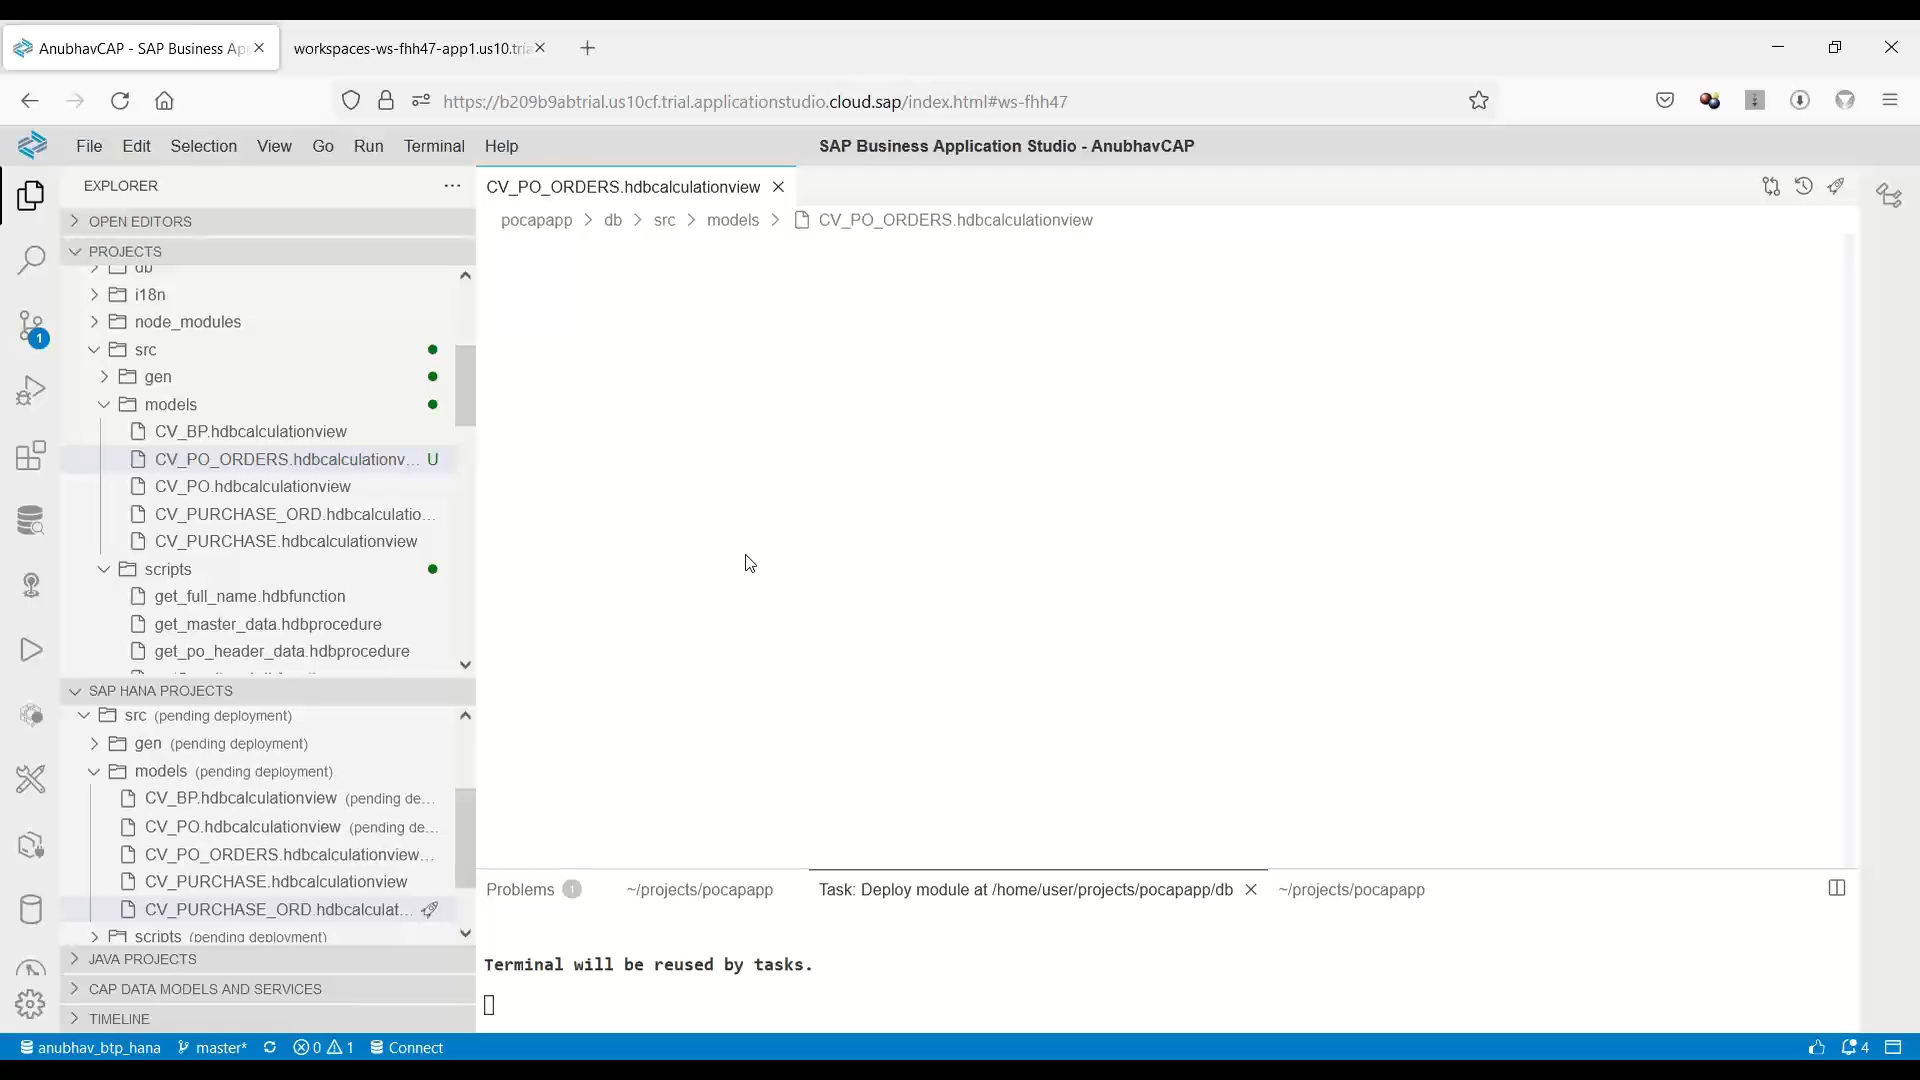 AnubhavCAP - SAP Business Ap
workspaces-ws-fhh47-app1.us10.tria
https://b209b9abtrial.us10cf.trial.applicationstudio.cloud.sap/index.html#ws-fhh47
File Edit Selection View Go Run Terminal Help
SAP Business Application Studio - AnubhavCAP
EXPLORER
OPEN EDITORS
PROJECTS
db
i18n
node_modules
src
gen
models
CV_BP.hdbcalculationview
CV_PO_ORDERS.hdbcalculationv... U
CV_PO.hdbcalculationview
CV_PURCHASE_ORD.hdbcalculatio...
CV_PURCHASE.hdbcalculationview
scripts
get_full_name.hdbfunction
get_master_data.hdbprocedure
get_po_header_data.hdbprocedure
SAP HANA PROJECTS
src (pending deployment)
gen (pending deployment)
models (pending deployment)
CV_BP.hdbcalculationview (pending de...
CV_PO.hdbcalculationview (pending de...
CV_PO_ORDERS.hdbcalculationview...
CV_PURCHASE.hdbcalculationview
CV_PURCHASE_ORD.hdbcalculat...
scripts (pending deployment)
JAVA PROJECTS
CAP DATA MODELS AND SERVICES
TIMELINE
CV_PO_ORDERS.hdbcalculationview
pocapapp > db > src > models > CV_PO_ORDERS.hdbcalculationview
Problems 1 ~/projects/pocapapp Task: Deploy module at /home/user/projects/pocapapp/db ~/projects/pocapapp
Terminal will be reused by tasks.
1
anubhav_btp_hana master* 0 1 Connect 4